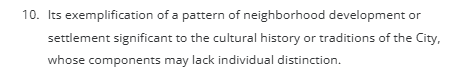 10. Its exemplification of a pattern of neighborhood development or
settlement significant to the cultural history or traditions of the City,
whose components may lack individual distinction.